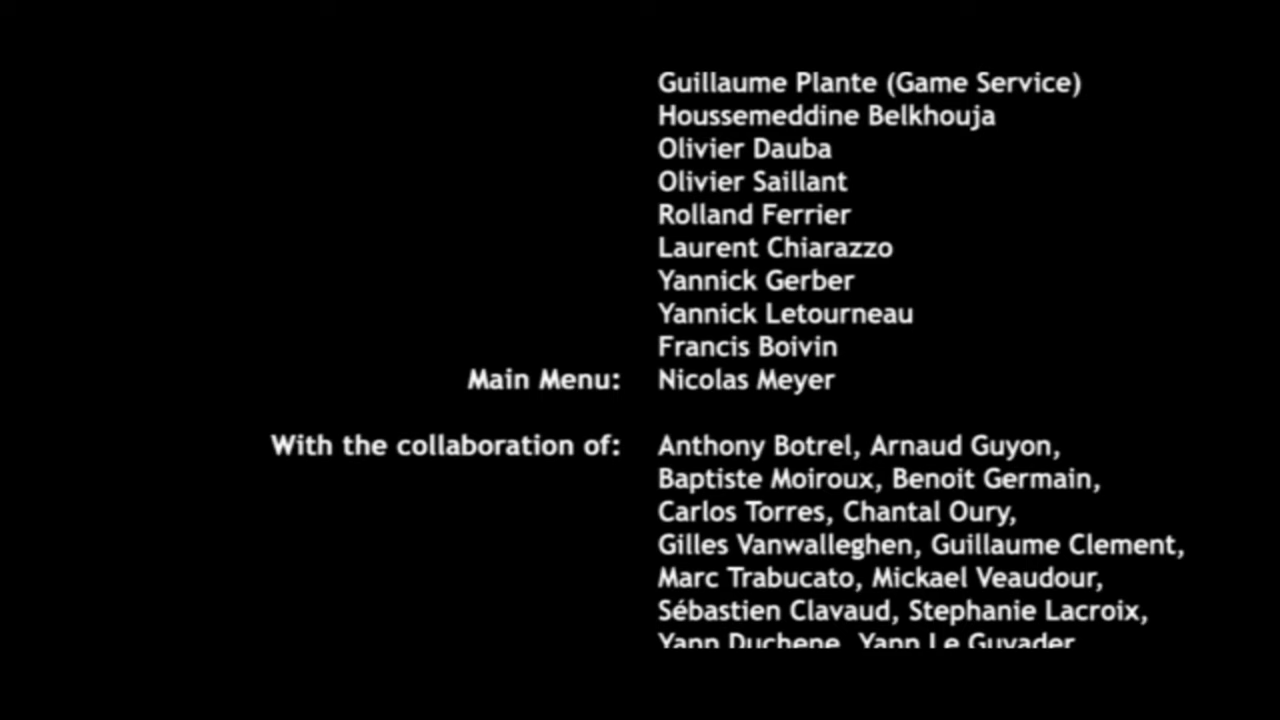 Guillaume Plante (Game Service)
Houssemeddine Belkhouja
Olivier Dauba
Olivier Saillant
Rolland Ferrier
Laurent Chiarazzo
Yannick Gerber
Yannick Letourneau
Francis Boivin
Main Menu: Nicolas Meyer
With the collaboration of: Anthony Botrel, Arnaud Guyon,
Baptiste Moiroux, Benoit Germain,
Carlos Torres, Chantal Oury,
Gilles Vanwalleghen, Guillaume Clement,
Marc Trabucato, Mickael Veaudour,
Sébastien Clavaud, Stephanie Lacroix,
Yann Duchene, Yann Le Guyader